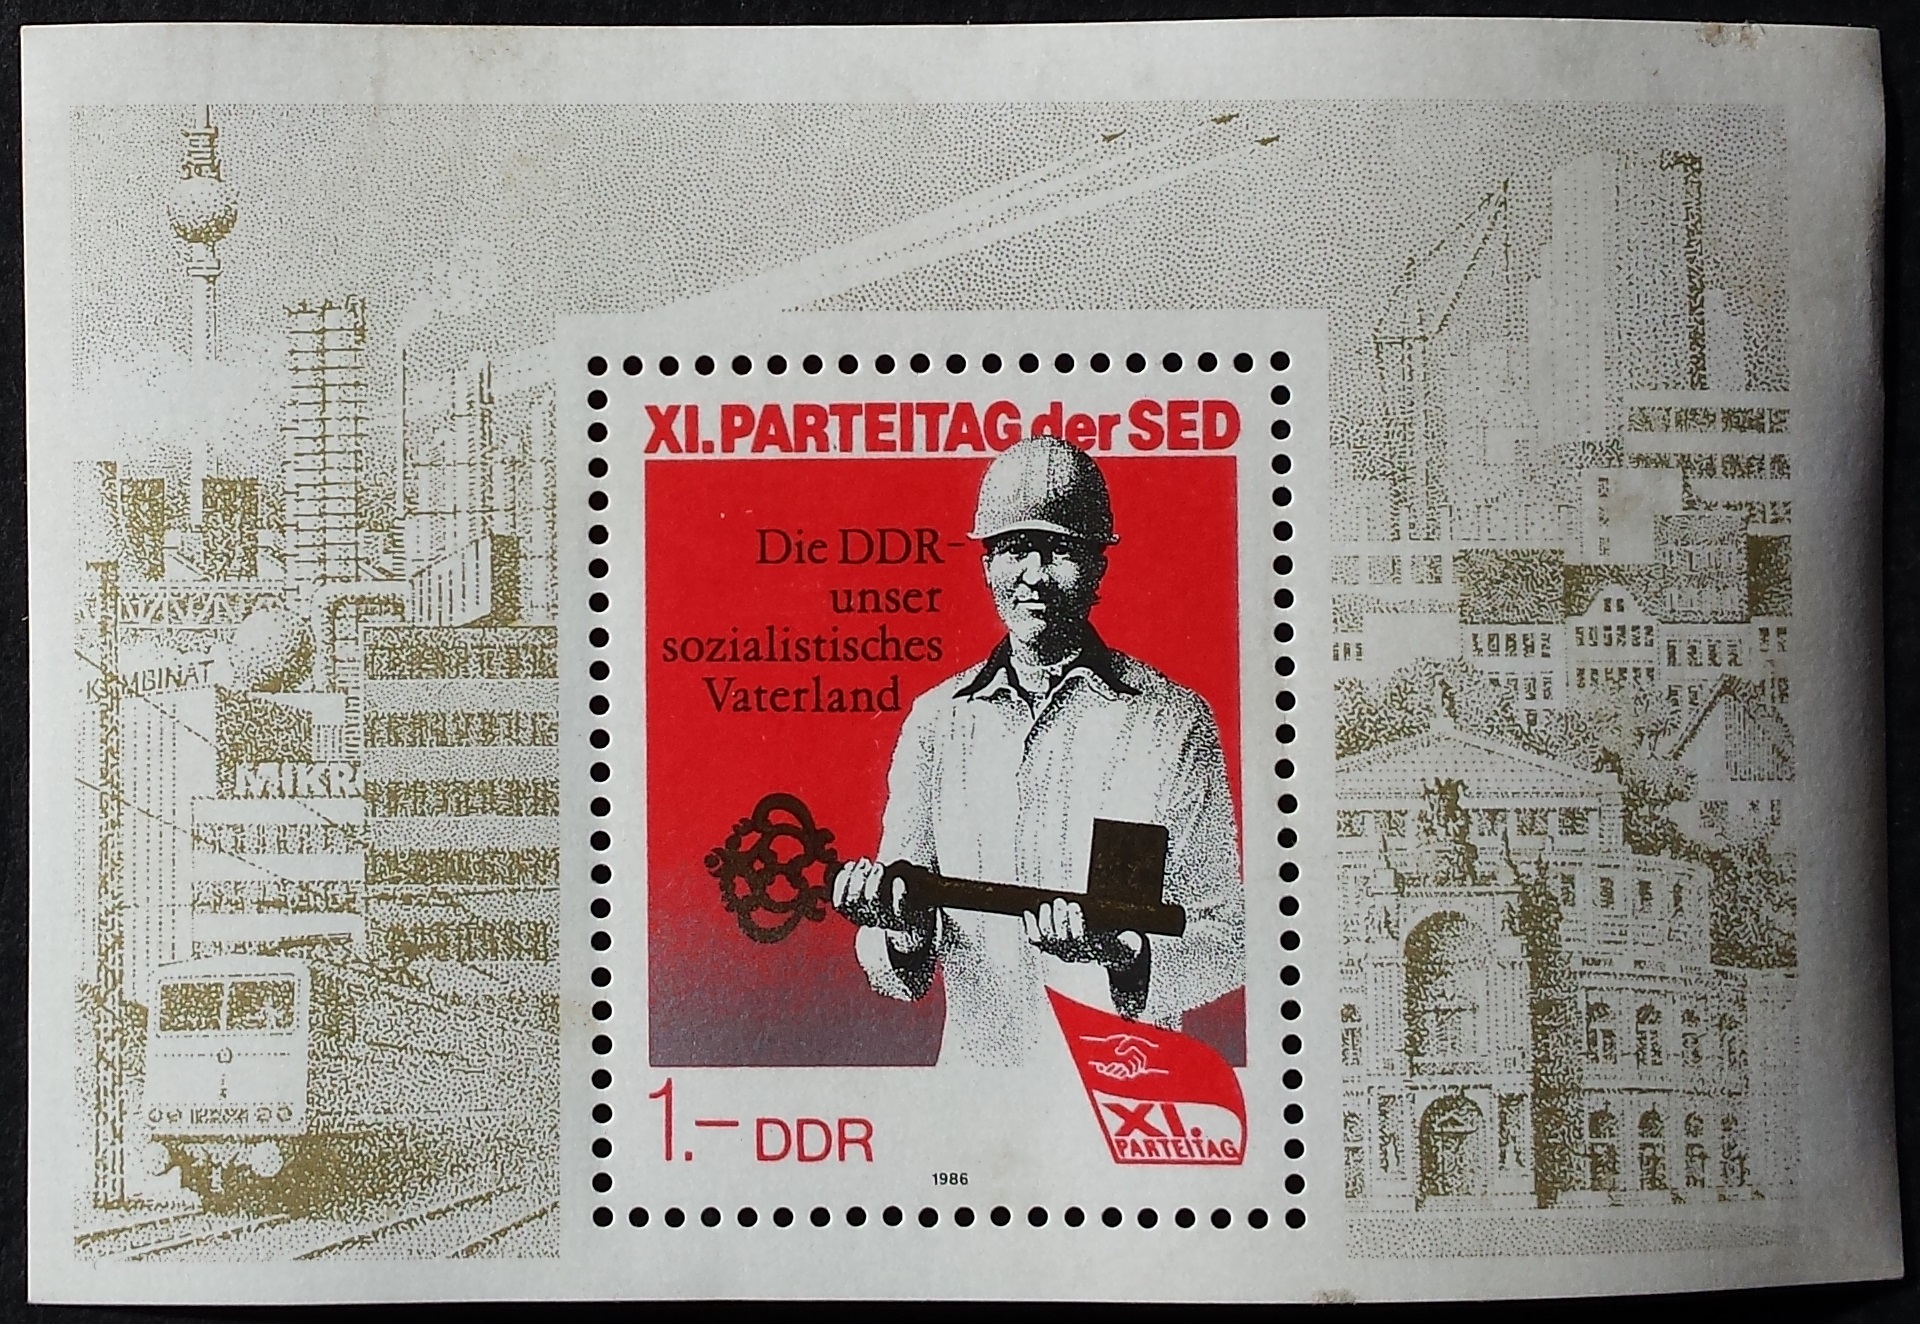 XI. PARTEITAG der SED
Die DDR-
unser
sozialistisches
Vaterland
KOMBINAT
MIKR
1.– DDR
XI.
PARTEITAG
1986